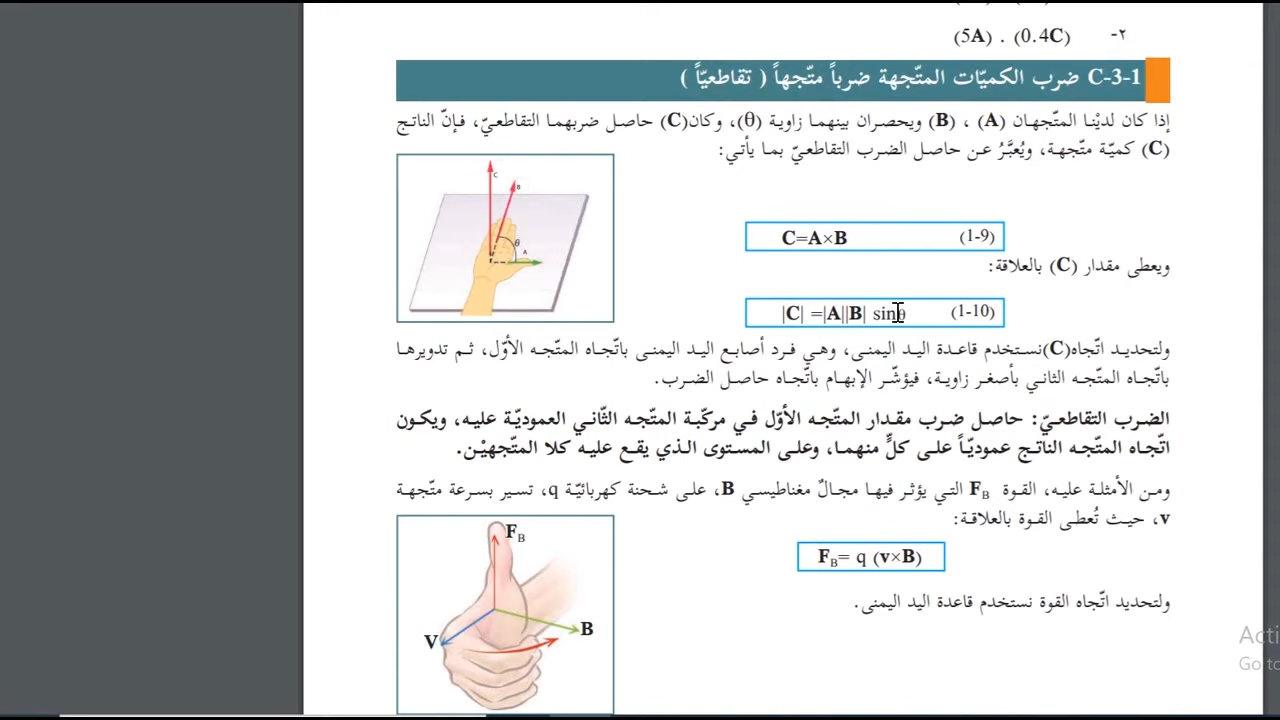 ٢- (5A) . (0.4C)
C-3-1 ضرب الكميّات المتّجهة ضرباً متّجهاً ( تقاطعيّاً )
إذا كان لديْنا المتّجهان (A) ، (B) ويحصران بينهما زاوية (θ)، وكان(C) حاصل ضربهما التقاطعيّ، فإنّ الناتج
(C) كميّة متّجهة، ويُعبَّرُ عن حاصل الضرب التقاطعيّ بما يأتي:
C
B
θ
A
C=A×B (1-9)
ويعطى مقدار (C) بالعلاقة:
|C| =|A||B| sinθ (1-10)
ولتحديد اتّجاه(C)نستخدم قاعدة اليد اليمنى، وهي فرد أصابع اليد اليمنى باتّجاه المتّجه الأوّل، ثم تدويرها
باتّجاه المتّجه الثاني بأصغر زاوية، فيؤشّر الإبهام باتّجاه حاصل الضرب.
الضرب التقاطعيّ: حاصل ضرب مقدار المتّجه الأوّل في مركّبة المتّجه الثّاني العموديّة عليه، ويكون
اتّجاه المتّجه الناتج عموديّاً على كلٍّ منهما، وعلى المستوى الذي يقع عليه كلا المتّجهيْن.
ومن الأمثلة عليه، القوة F_B التي يؤثر فيها مجالٌ مغناطيسي B، على شحنة كهربائيّة q، تسير بسرعة متّجهة
v، حيث تُعطى القوة بالعلاقة:
F_B= q (v×B)
ولتحديد اتّجاه القوة نستخدم قاعدة اليد اليمنى.
F_B
B
V
Acti
Go to